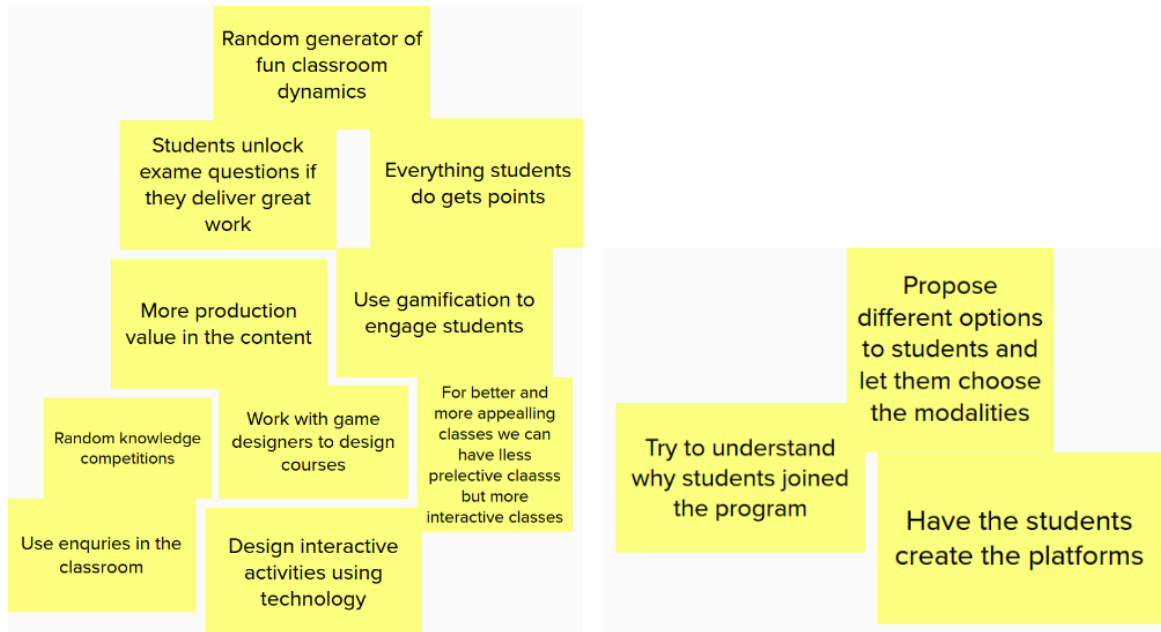 Random generator of
fun classroom
dynamics
Students unlock
exame questions if
they deliver great
work
Everything students
do gets points
More production
value in the content
Use gamification to
engage students
Random knowledge
competitions
Work with game
designers to design
courses
For better and
more appealling
classes we can
have lless
prelective claasss
but more
interactive classes
Use enquries in the
classroom
Design interactive
activities using
technology
Propose
different options
to students and
let them choose
the modalities
Try to understand
why students joined
the program
Have the students
create the platforms